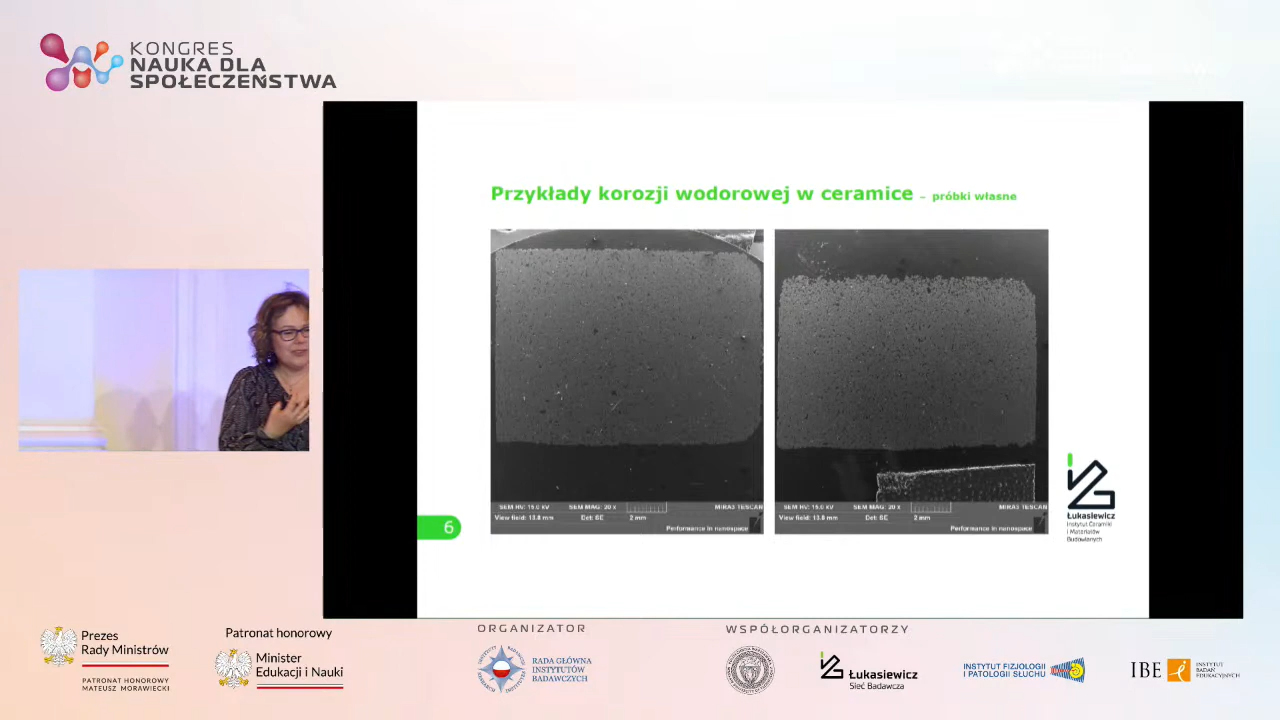 KONGRES
NAUKA DLA
SPOŁECZEŃSTWA
Przykłady korozji wodorowej w ceramice – próbki własne
SEM HV: 15.0 kV SEM MAG: 20 x MIRA3 TESCAN
View field: 13.8 mm Det: SE 2 mm
Performance in nanospace
SEM HV: 15.0 kV SEM MAG: 20 x MIRA3 TESCAN
View field: 13.8 mm Det: SE 2 mm
Performance in nanospace
6
Łukasiewicz
Instytut Ceramiki
i Materiałów
Budowlanych
Prezes
Rady Ministrów
PATRONAT HONOROWY
MATEUSZ MORAWIECKI
Patronat honorowy
Minister
Edukacji i Nauki
ORGANIZATOR
RADA GŁÓWNA
INSTYTUTÓW
BADAWCZYCH
WSPÓŁORGANIZATORZY
Łukasiewicz
Sieć Badawcza
INSTYTUT FIZJOLOGII
I PATOLOGII SŁUCHU
IBE
INSTYTUT
BADAŃ
EDUKACYJNYCH